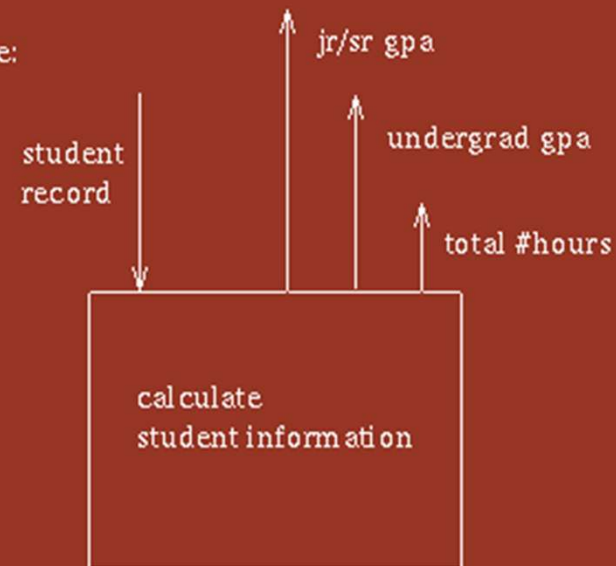 e:
jr/sr gpa
student
record
undergrad gpa
total #hours
calculate
student information